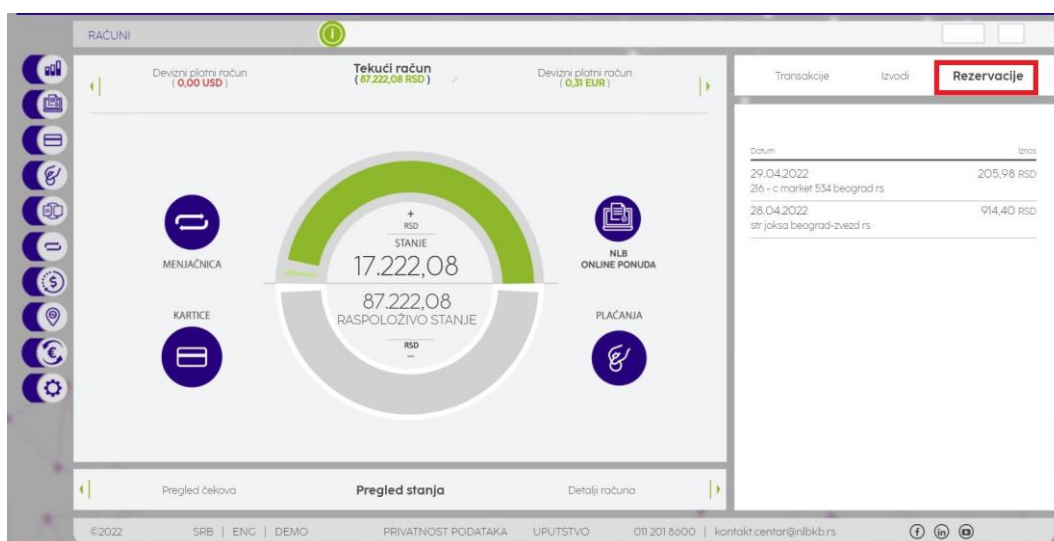 RAČUNI
Devizni platni račun
( 0,00 USD )
Tekući račun
( 87.222,08 RSD )
Devizni platni račun
( 0,31 EUR )
Transakcije
Izvodi
Rezervacije
Datum
Iznos
29.04.2022
205,98 RSD
216 - c market 534 beograd rs
28.04.2022
914,40 RSD
str joksa beograd-zvezd rs
MENJAČNICA
KARTICE
+
RSD
STANJE
17.222,08
87.222,08
RASPOLOŽIVO STANJE
RSD
–
NLB
ONLINE PONUDA
PLAĆANJA
Pregled čekova
Pregled stanja
Detalji računa
©2022
SRB | ENG | DEMO
PRIVATNOST PODATAKA
UPUTSTVO
011 201 8600 | kontakt.centar@nlbkb.rs